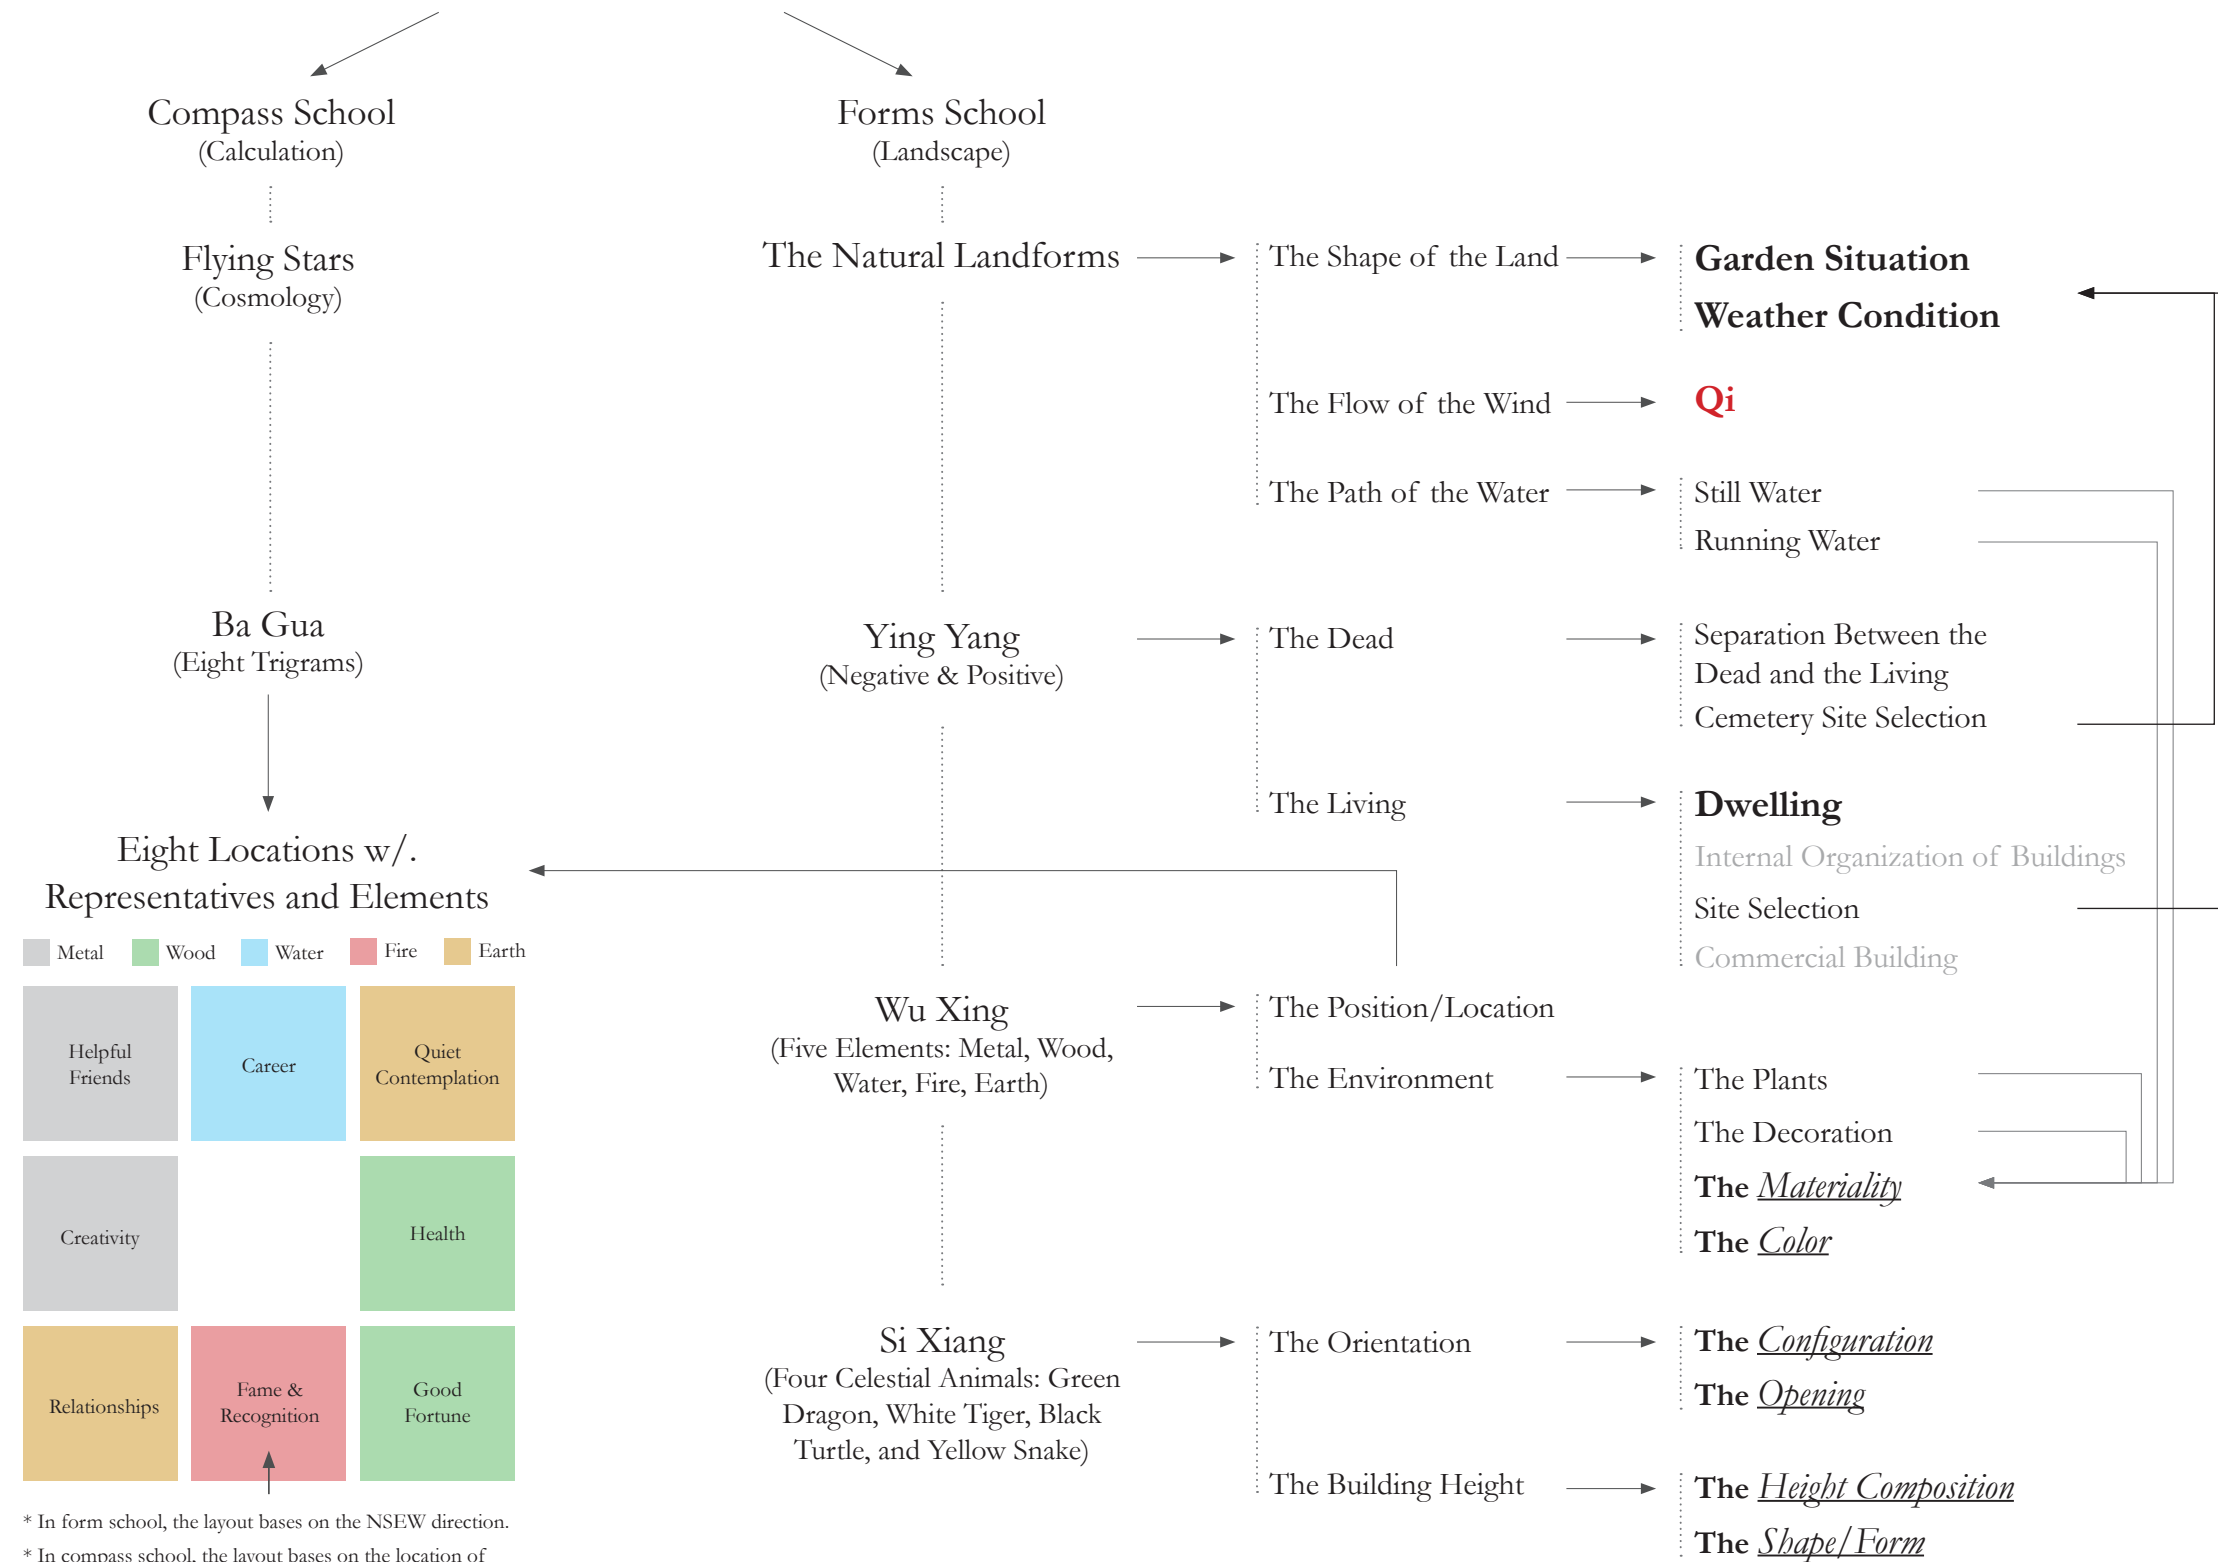 Compass School
(Calculation)
Flying Stars
(Cosmology)
Ba Gua
(Eight Trigrams)
Eight Locations w/.
Representatives and Elements
Metal
Wood
Water
Fire
Earth
Helpful
Friends
Career
Quiet
Contemplation
Creativity
Health
Relationships
Fame &
Recognition
Good
Fortune
* In form school, the layout bases on the NSEW direction.
* In compass school, the layout bases on the location of
Forms School
(Landscape)
The Natural Landforms
The Shape of the Land
Garden Situation
Weather Condition
The Flow of the Wind
Qi
The Path of the Water
Still Water
Running Water
Ying Yang
(Negative & Positive)
The Dead
Separation Between the
Dead and the Living
Cemetery Site Selection
The Living
Dwelling
Internal Organization of Buildings
Site Selection
Commercial Building
Wu Xing
(Five Elements: Metal, Wood,
Water, Fire, Earth)
The Position/Location
The Environment
The Plants
The Decoration
The Materiality
The Color
Si Xiang
(Four Celestial Animals: Green
Dragon, White Tiger, Black
Turtle, and Yellow Snake)
The Orientation
The Configuration
The Opening
The Building Height
The Height Composition
The Shape/Form